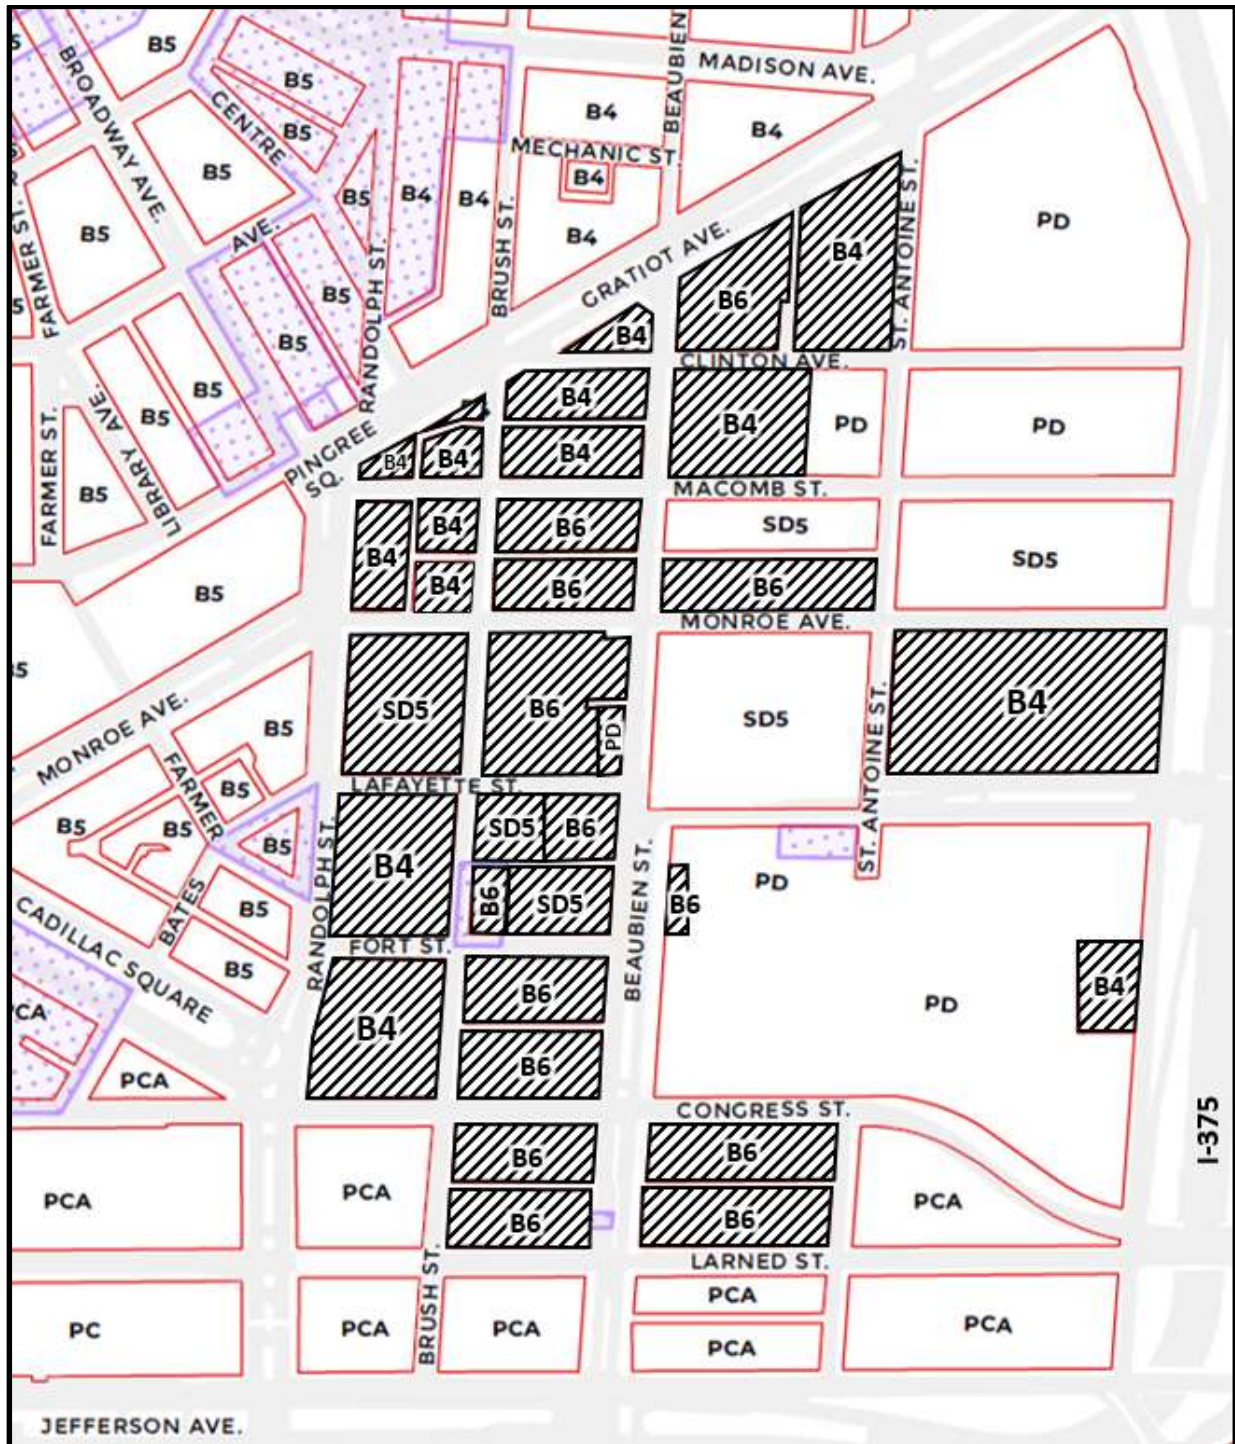 BEAUBIEN
MADISON AVE.
B5
BROADWAY AVE.
B5
CENTRE
B5
B5
B4
B4
MECHANIC ST.
B4
B5
B5
B4
B4
B4
PD
B5
AVE.
FARMER ST.
BRUSH ST.
GRATIOT AVE.
ST. ANTOINE ST.
B4
B6
B5
B5
RANDOLPH ST.
B4
CLINTON AVE.
B5
B5
LIBRARY AVE.
FARMER ST.
B5
PINGREE
SQ.
B4
B4
PD
PD
B4
B4
B4
MACOMB ST.
B4
B6
SD5
SD5
B4
B4
B6
B6
B5
MONROE AVE.
B5
MONROE AVE.
FARMER
B5
B5
SD5
B6
PD
SD5
ST. ANTOINE ST.
B4
LAFAYETTE ST.
B5
B5
B5
RANDOLPH ST.
B4
SD5
B6
B6
SD5
BEAUBIEN ST.
PD
B6
BATES
B5
B5
CADILLAC SQUARE
FORT ST.
B6
B4
PD
PCA
B4
B6
PCA
CONGRESS ST.
I-375
B6
B6
PCA
PCA
PCA
B6
B6
LARNED ST.
BRUSH ST.
PCA
PC
PCA
PCA
PCA
PCA
JEFFERSON AVE.